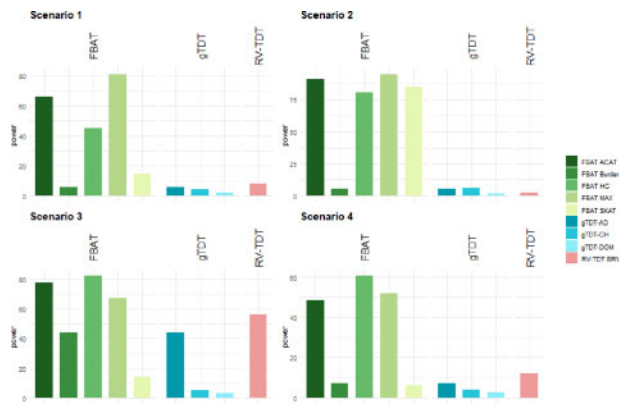 Scenario 1
FBAT
gTDT
RV-TDT
power
80
60
40
20
0
Scenario 2
FBAT
gTDT
RV-TDT
power
75
50
25
0
Scenario 3
FBAT
gTDT
RV-TDT
power
80
60
40
20
0
Scenario 4
FBAT
gTDT
RV-TDT
power
60
40
20
0
FBAT ACAT
FBAT Burden
FBAT HC
FBAT MAX
FBAT SKAT
gTDT-AD
gTDT-CH
gTDT-DOM
RV-TDT BRV